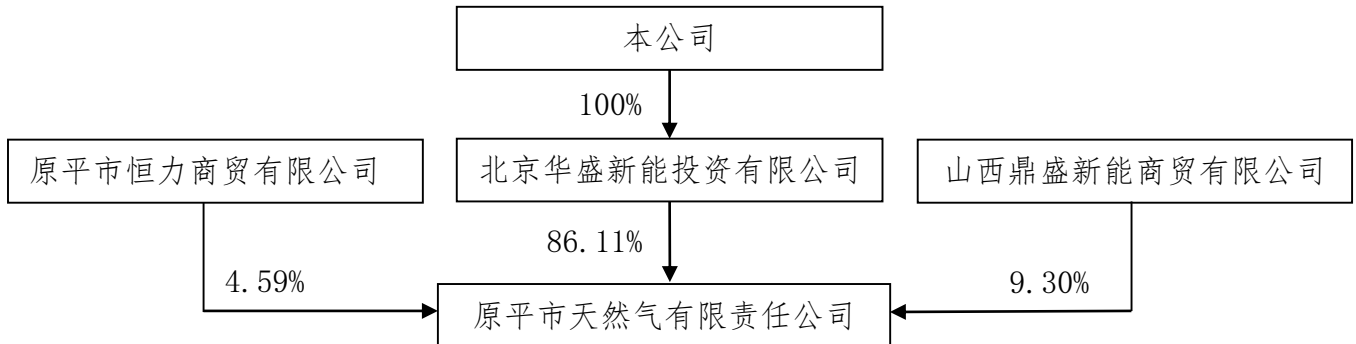 本公司
100%
原平市恒力商贸有限公司
北京华盛新能投资有限公司
山西鼎盛新能商贸有限公司
86.11%
4.59%
9.30%
原平市天然气有限责任公司